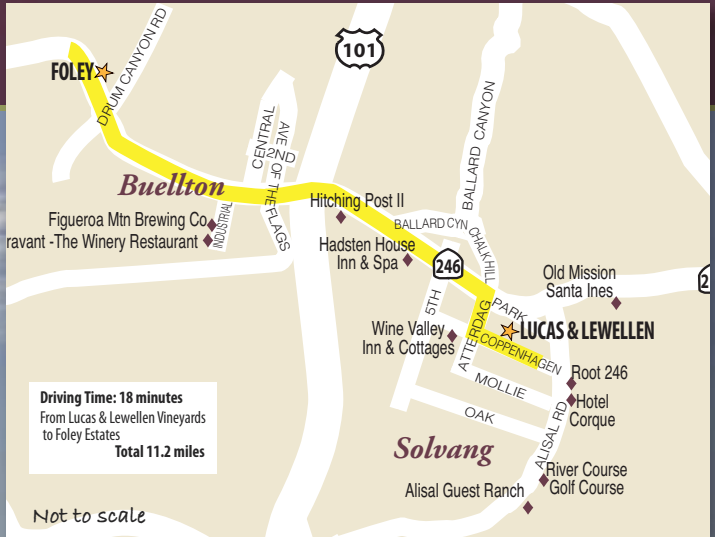 101
FOLEY
DRUM CANYON RD
CENTRAL
AVE OF THE FLAGS
2ND
BALLARD CANYON
Buellton
Hitching Post II
Figueroa Mtn Brewing Co.
INDUSTRIAL
ravant -The Winery Restaurant
BALLARD CYN
CHALK HILL
Hadsten House
Inn & Spa
246
Old Mission
Santa Ines
2
5TH
PARK
ATTERDAG
LUCAS & LEWELLEN
Wine Valley
Inn & Cottages
COPPENHAGEN
Root 246
MOLLIE
Hotel
Corque
OAK
ALISAL RD
Driving Time: 18 minutes
From Lucas & Lewellen Vineyards
to Foley Estates
Total 11.2 miles
Solvang
River Course
Golf Course
Alisal Guest Ranch
Not to scale